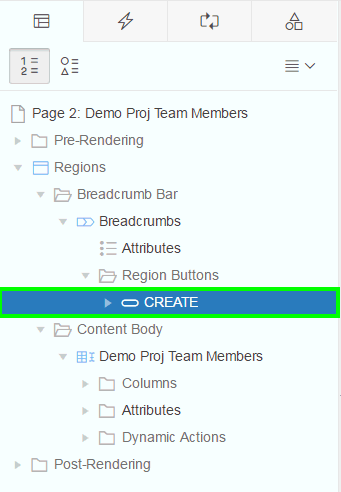 Page 2: Demo Proj Team Members
Pre-Rendering
Regions
Breadcrumb Bar
Breadcrumbs
Attributes
Region Buttons
CREATE
Content Body
Demo Proj Team Members
Columns
Attributes
Dynamic Actions
Post-Rendering